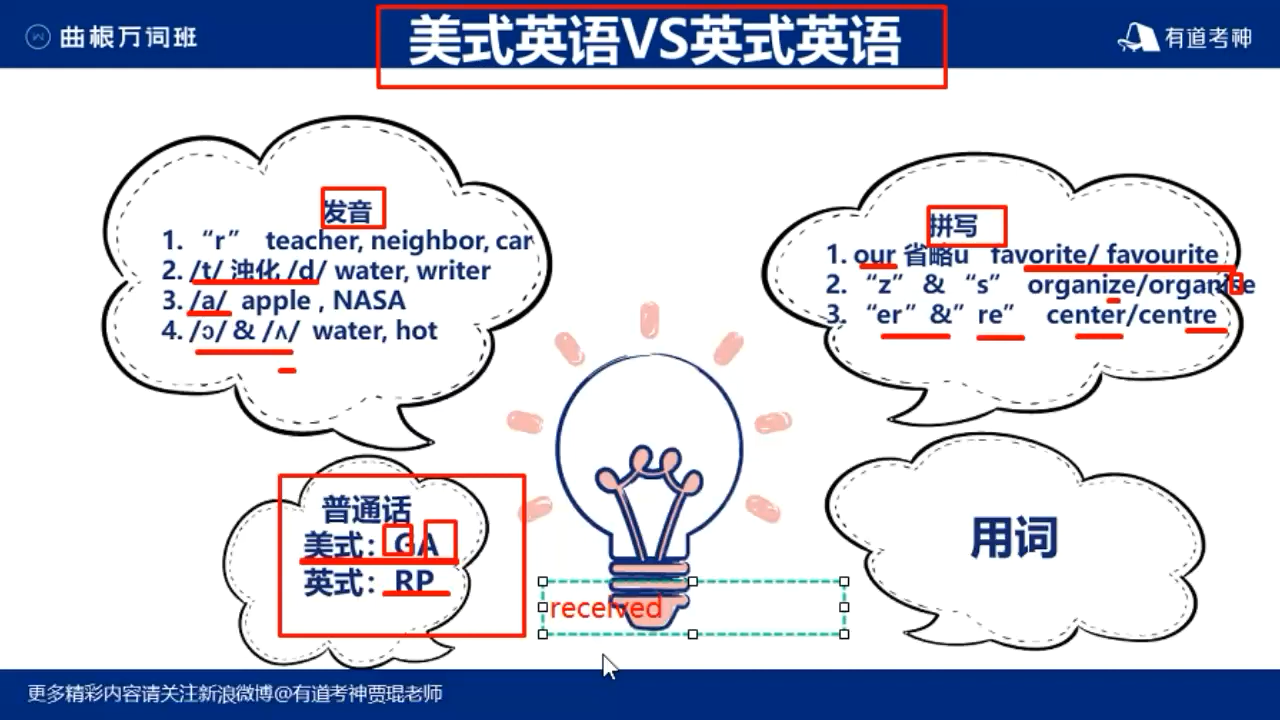 曲根万词班
美式英语VS英式英语
有道考神
发音
1. “r” teacher, neighbor, car
2. /t/ 浊化 /d/ water, writer
3. /a/ apple , NASA
4. /ɔ/ & /ʌ/ water, hot
拼写
1. our 省略u favorite/ favourite
2. “z” & “s” organize/organise
3. “er” &” re” center/centre
普通话
美式： GA
英式： RP
用词
received
更多精彩内容请关注新浪微博@有道考神贾琨老师